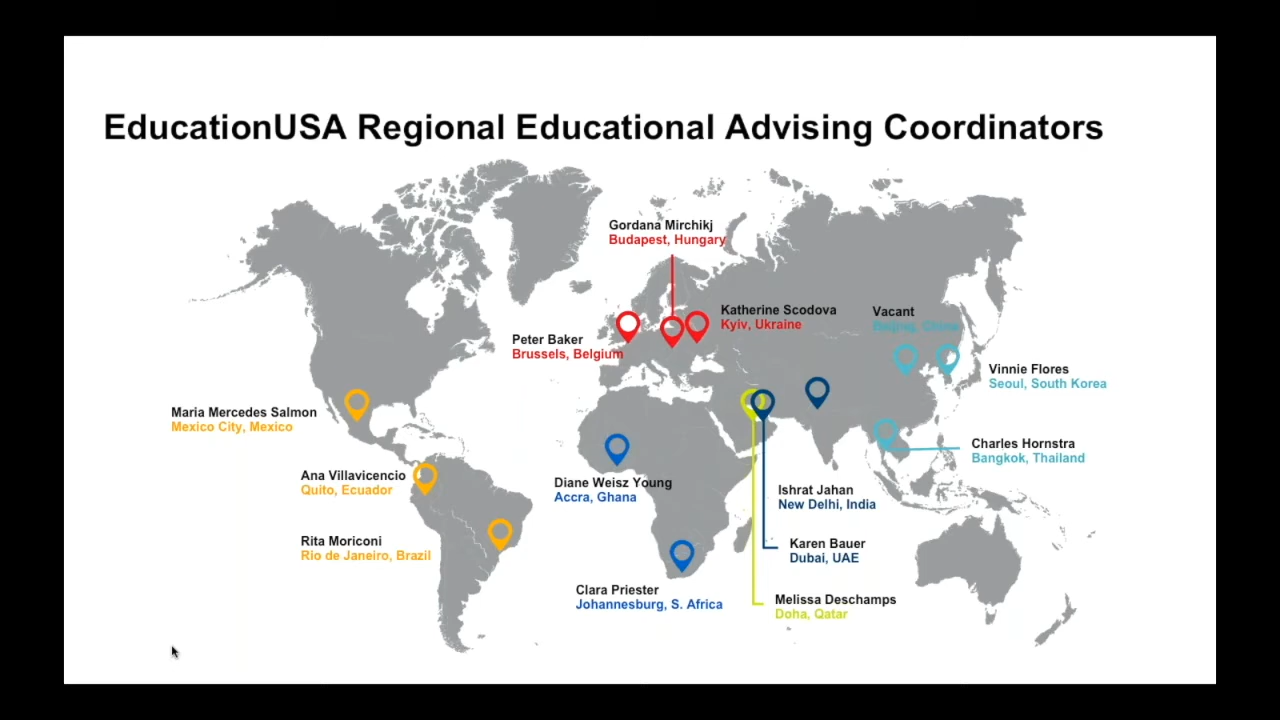 EducationUSA Regional Educational Advising Coordinators
Gordana Mirchikj
Budapest, Hungary
Katherine Scodova
Kyiv, Ukraine
Vacant
Beijing, China
Peter Baker
Brussels, Belgium
Vinnie Flores
Seoul, South Korea
Maria Mercedes Salmon
Mexico City, Mexico
Charles Hornstra
Bangkok, Thailand
Ana Villavicencio
Quito, Ecuador
Diane Weisz Young
Accra, Ghana
Ishrat Jahan
New Delhi, India
Rita Moriconi
Rio de Janeiro, Brazil
Karen Bauer
Dubai, UAE
Clara Priester
Johannesburg, S. Africa
Melissa Deschamps
Doha, Qatar